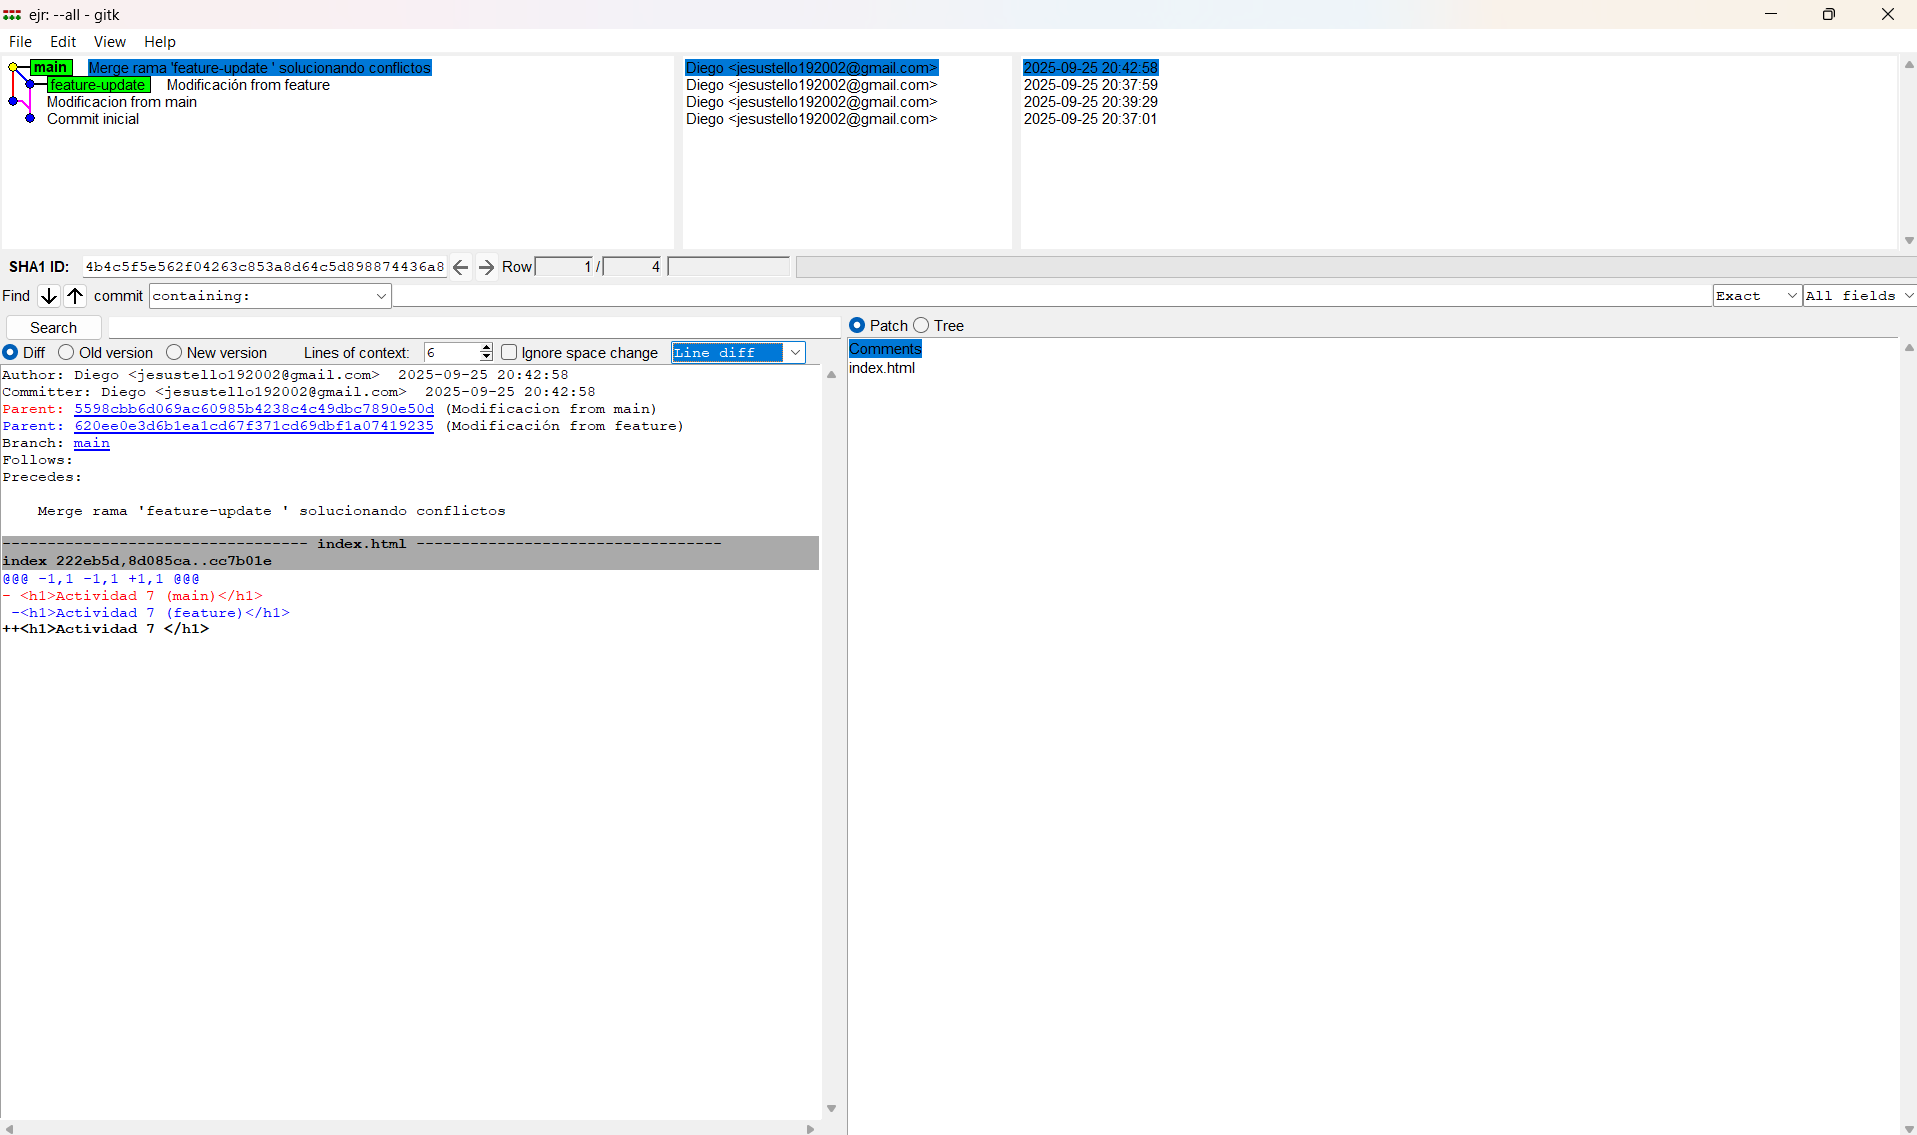 ejr: --all - gitk
File Edit View Help
main Merge rama 'feature-update ' solucionando conflictos Diego <jesustello192002@gmail.com> 2025-09-25 20:42:58
feature-update Modificación from feature Diego <jesustello192002@gmail.com> 2025-09-25 20:37:59
Modificacion from main Diego <jesustello192002@gmail.com> 2025-09-25 20:39:29
Commit inicial Diego <jesustello192002@gmail.com> 2025-09-25 20:37:01
SHA1 ID: 4b4c5f5e562f04263c853a8d64c5d898874436a8 Row 1 / 4
Find commit containing: Exact All fields
Search
Patch Tree
Diff Old version New version Lines of context: 6 Ignore space change Line diff
Comments
index.html
Author: Diego <jesustello192002@gmail.com>  2025-09-25 20:42:58
Committer: Diego <jesustello192002@gmail.com>  2025-09-25 20:42:58
Parent: 5598cbb6d069ac60985b4238c4c49dbc7890e50d (Modificacion from main)
Parent: 620ee0e3d6b1ea1cd67f371cd69dbf1a07419235 (Modificación from feature)
Branch: main
Follows:
Precedes:
Merge rama 'feature-update ' solucionando conflictos
---------------------------------- index.html ----------------------------------
index 222eb5d,8d085ca..cc7b01e
@@@ -1,1 -1,1 +1,1 @@@
- <h1>Actividad 7 (main)</h1>
 -<h1>Actividad 7 (feature)</h1>
++<h1>Actividad 7 </h1>